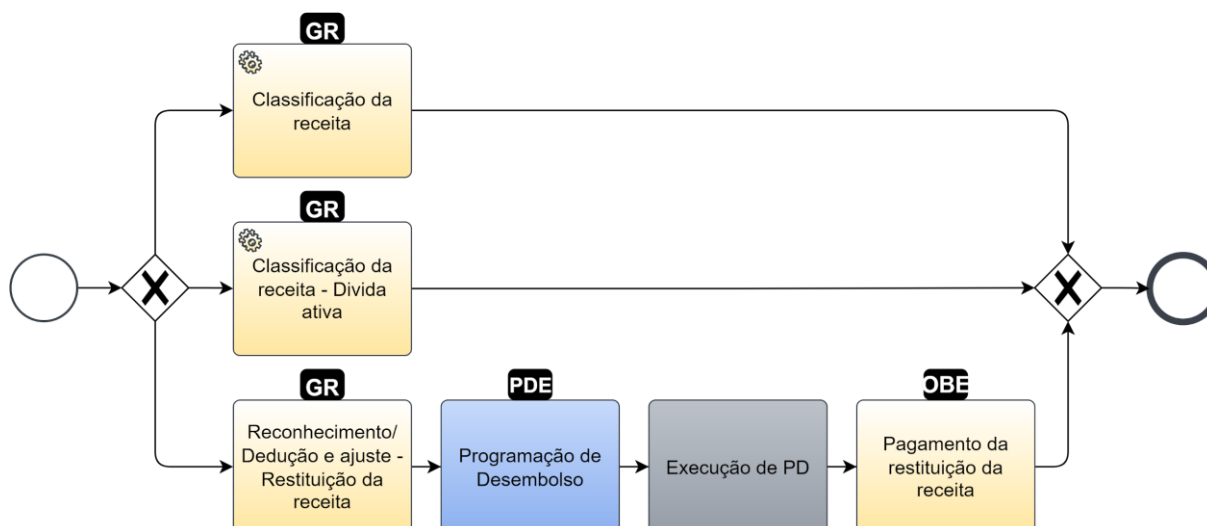 GR
Classificação da
receita
GR
Classificação da
receita - Divida
ativa
GR
Reconhecimento/
Dedução e ajuste -
Restituição da
receita
PDE
Programação de
Desembolso
Execução de PD
OBE
Pagamento da
restituição da
receita